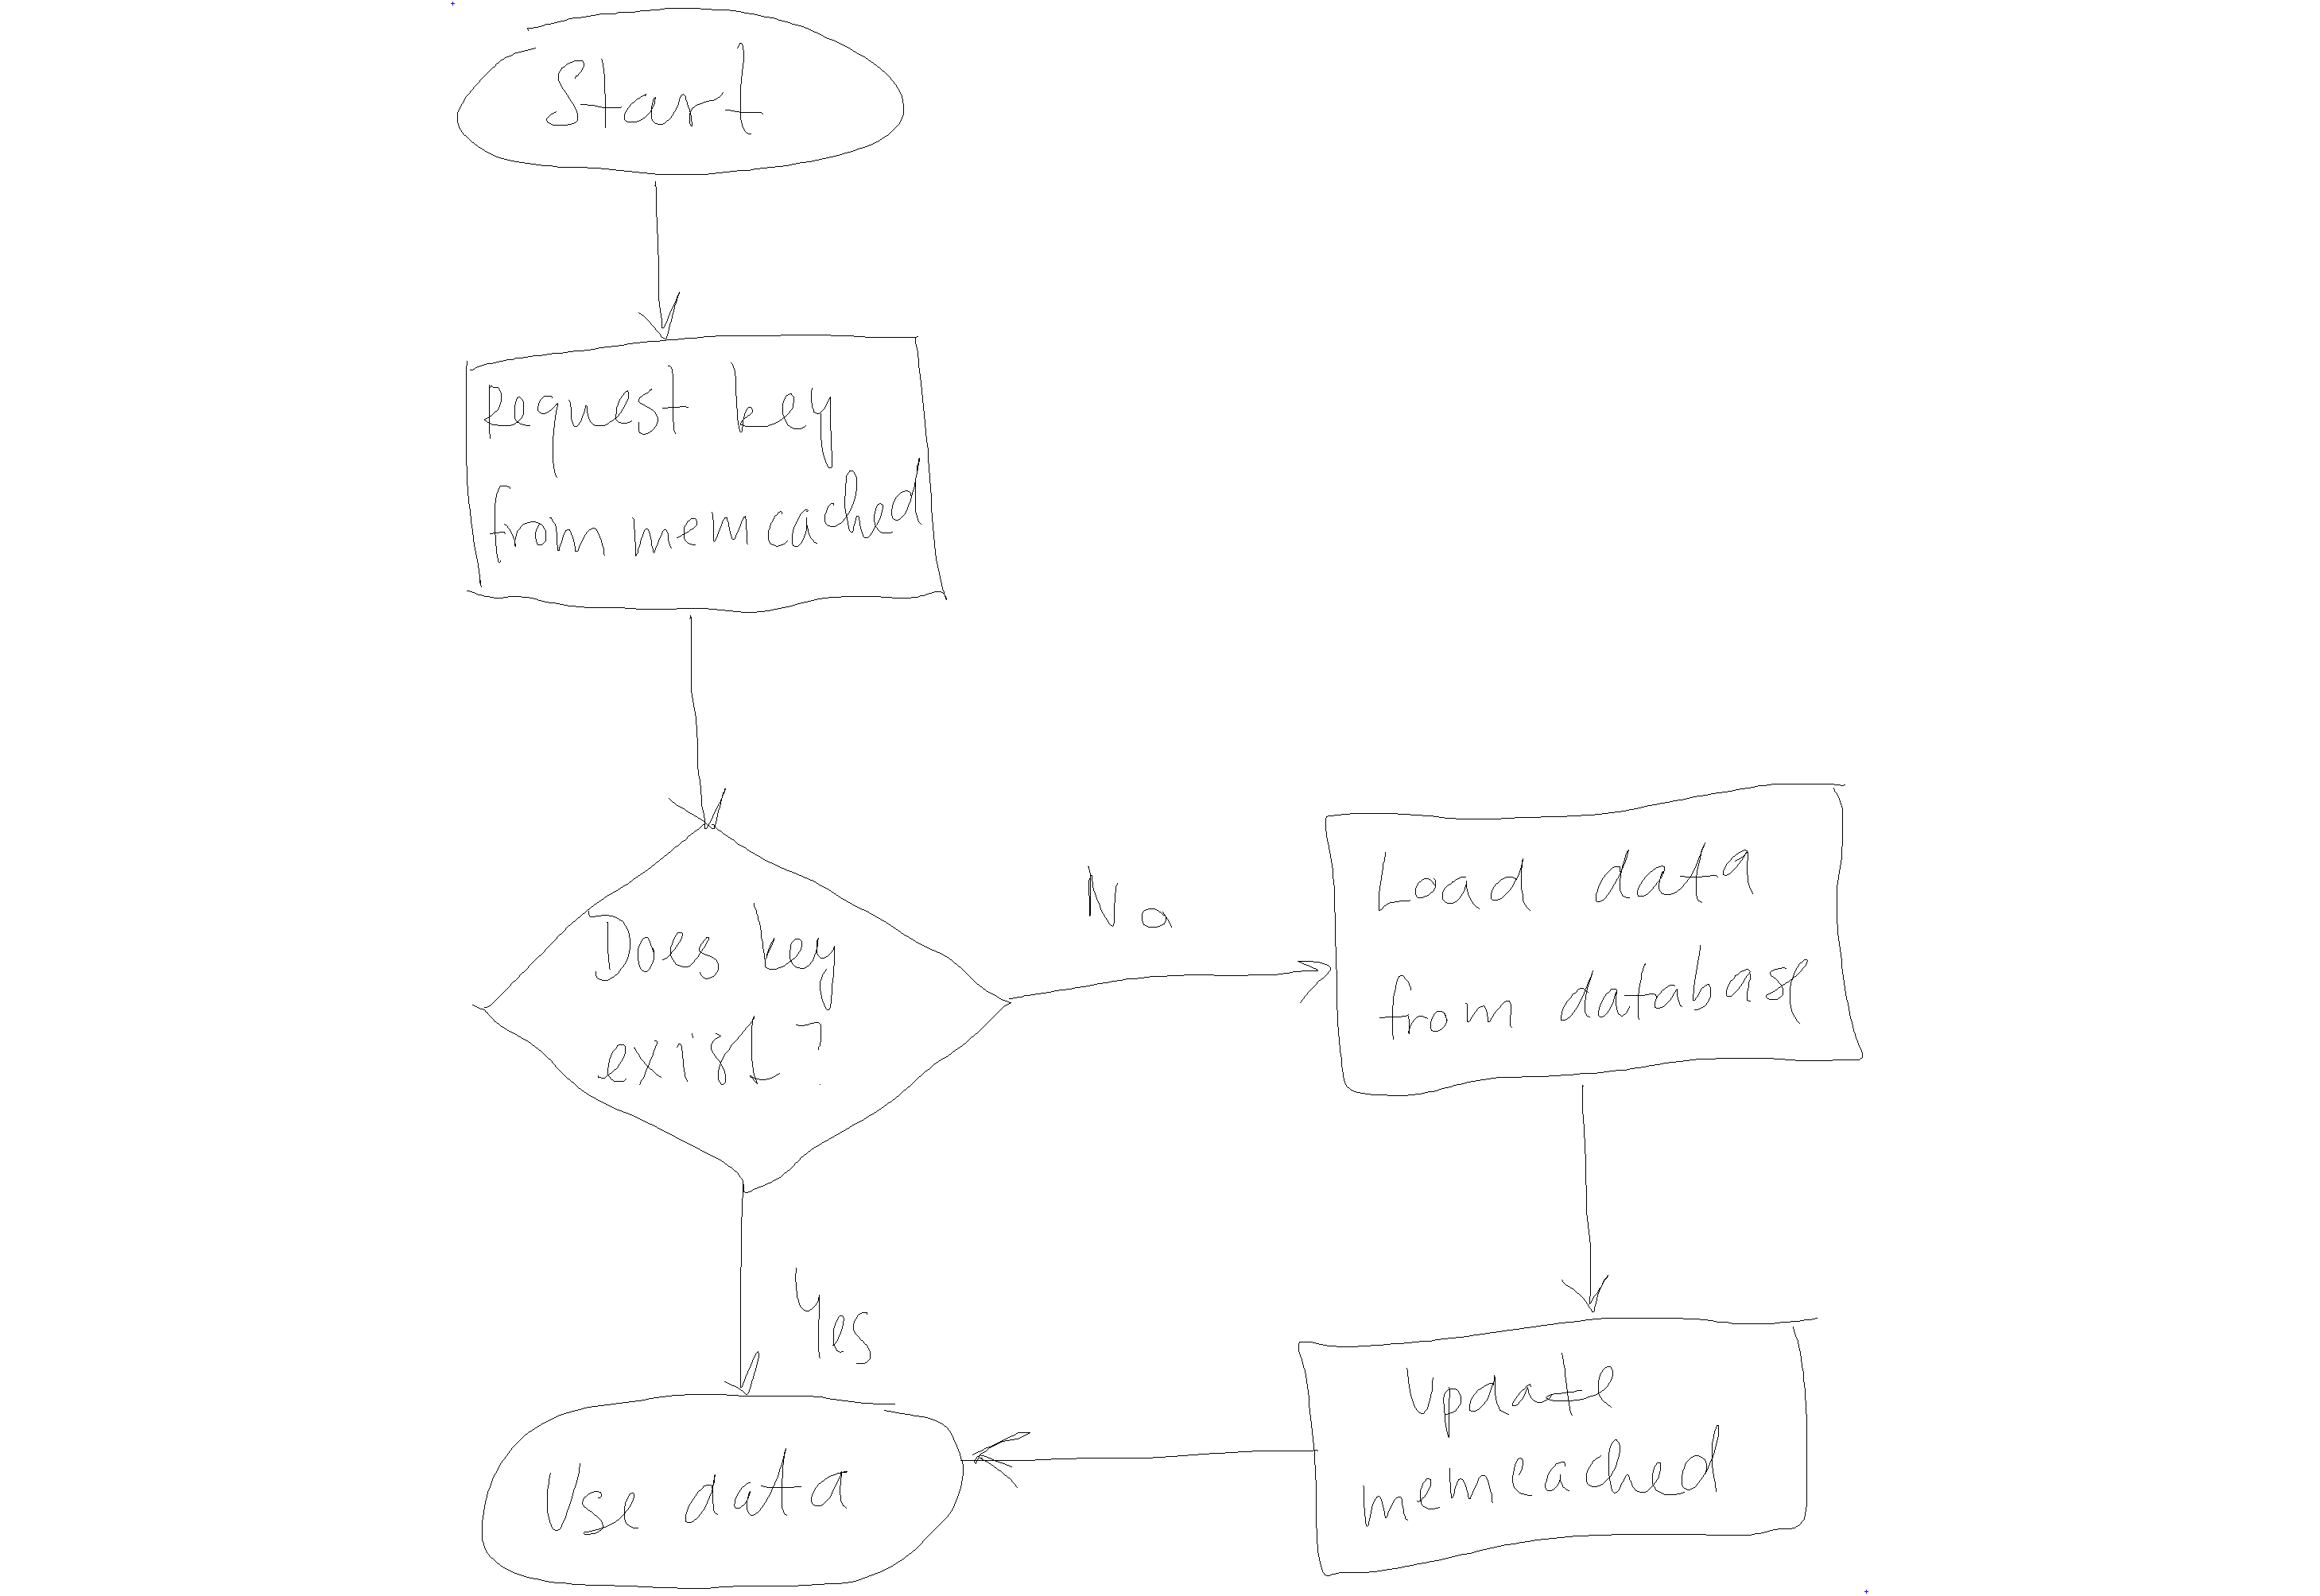 Start
Request key
from memcached
Does key
exist?
No
Load data
from database
Yes
Update
memcached
Use data